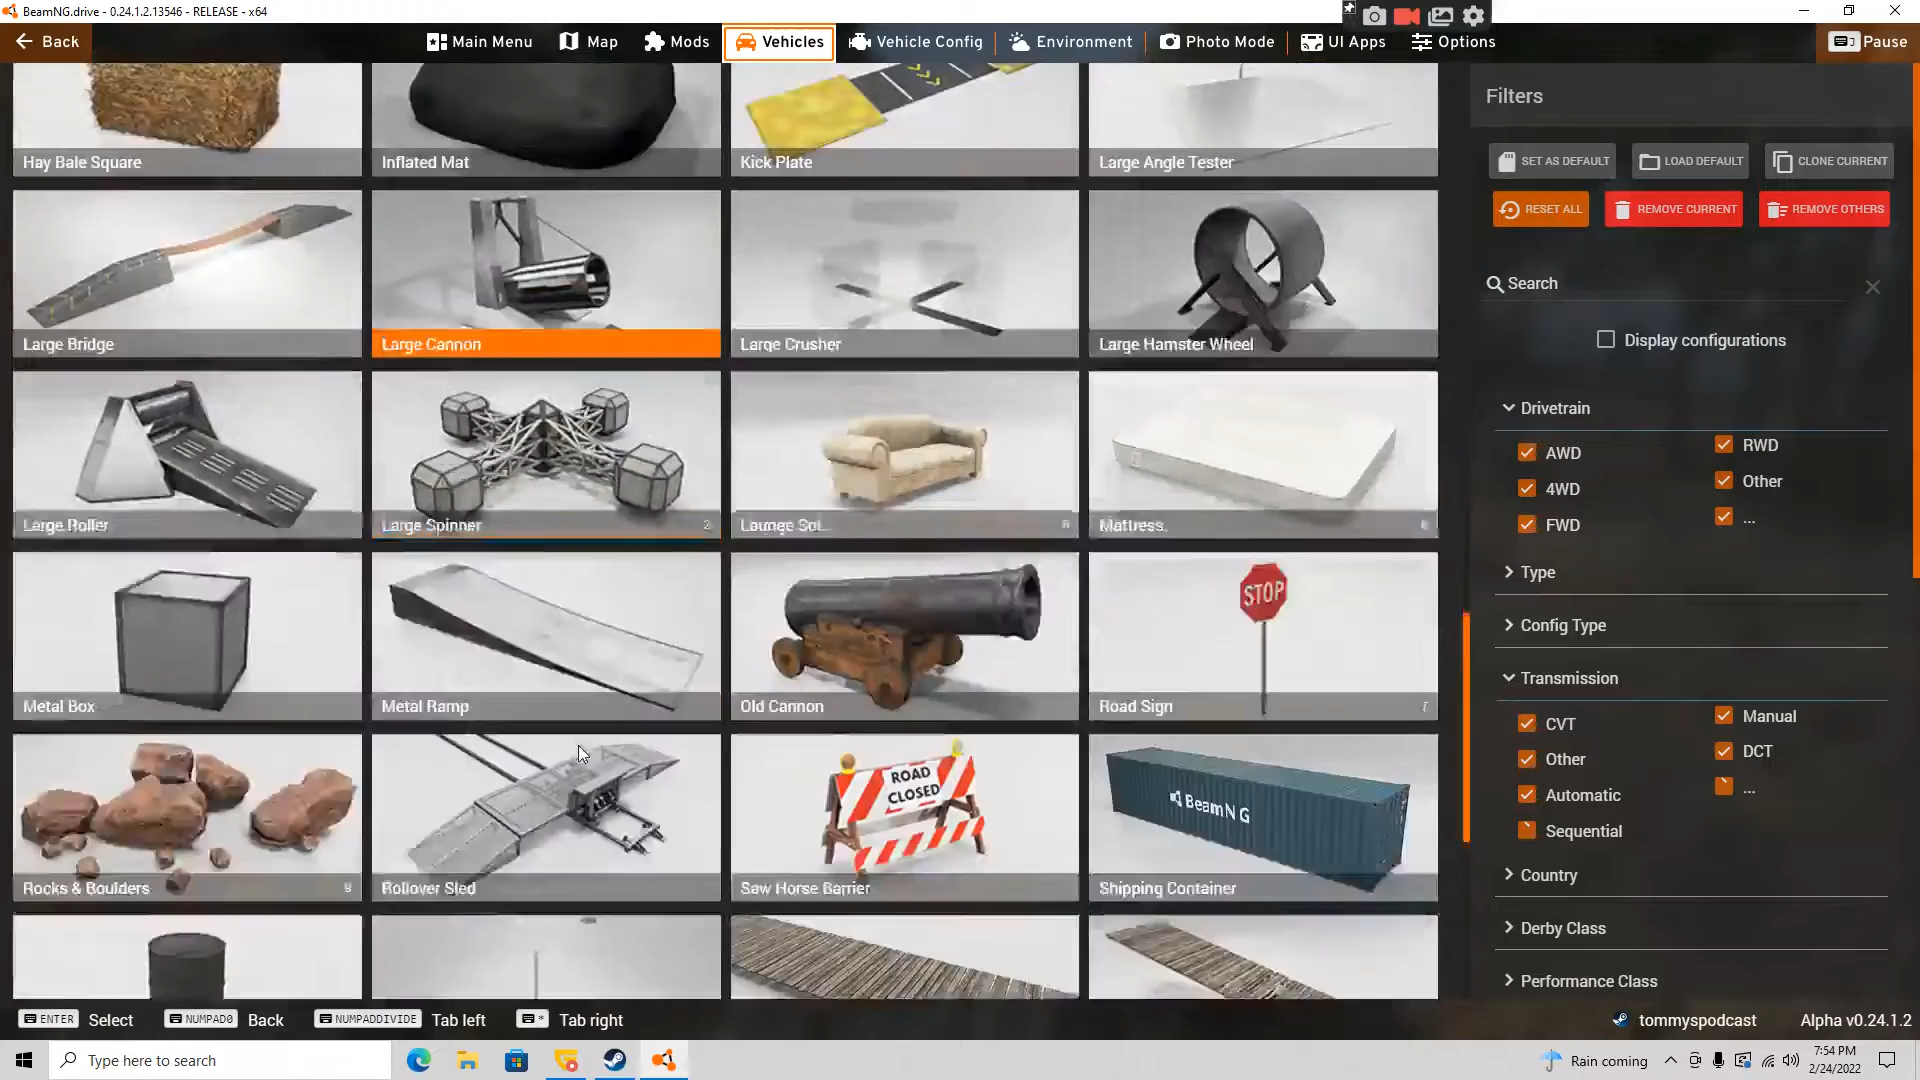 BeamNG.drive - 0.24.1.2.13546 - RELEASE - x64
Back
Main Menu
Map
Mods
Vehicles
Vehicle Config
Environment
Photo Mode
UI Apps
Options
J
Pause
Hay Bale Square
Inflated Mat
Kick Plate
Large Angle Tester
Large Bridge
Large Cannon
Large Crusher
Large Hamster Wheel
Large Roller
Large Spinner
2
Lounge
Mattress
Metal Box
Metal Ramp
Old Cannon
STOP
Road Sign
7
Rocks & Boulders
Rollover Sled
ROAD
CLOSED
Saw Horse Barrier
BeamNG
Shipping Container
Filters
SET AS DEFAULT
LOAD DEFAULT
CLONE CURRENT
RESET ALL
REMOVE CURRENT
REMOVE OTHERS
Search
Display configurations
Drivetrain
AWD
RWD
4WD
Other
FWD
...
Type
Config Type
Transmission
CVT
Manual
Other
DCT
Automatic
...
Sequential
Country
Derby Class
Performance Class
ENTER Select
NUMPAD0 Back
NUMPADDIVIDE Tab left
* Tab right
tommyspodcast
Alpha v0.24.1.2
Type here to search
Rain coming
7:54 PM
2/24/2022